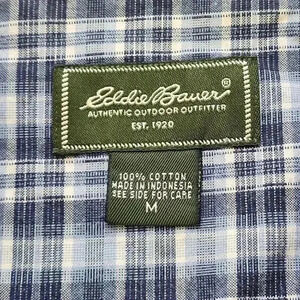 Eddie Bauer®
AUTHENTIC OUTDOOR OUTFITTER
EST. 1920
100% COTTON
MADE IN INDONESIA
SEE SIDE FOR CARE
M